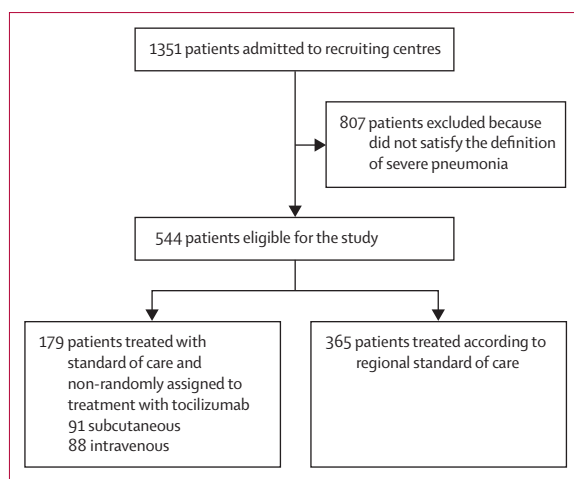 1351 patients admitted to recruiting centres
807 patients excluded because
did not satisfy the definition
of severe pneumonia
544 patients eligible for the study
179 patients treated with
standard of care and
non-randomly assigned to
treatment with tocilizumab
91 subcutaneous
88 intravenous
365 patients treated according to
regional standard of care